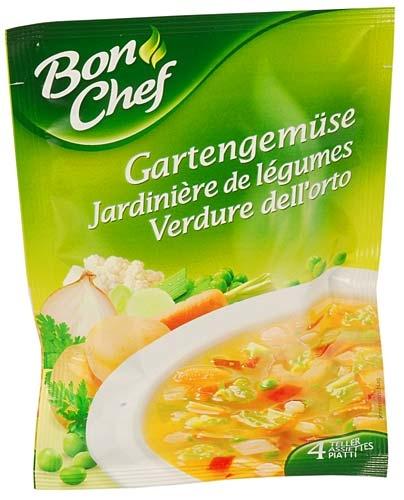 Bon
Chef
Gartengemüse
Jardinière de légumes
Verdure dell'orto
4 TELLER
ASSIETTES
PIATTI